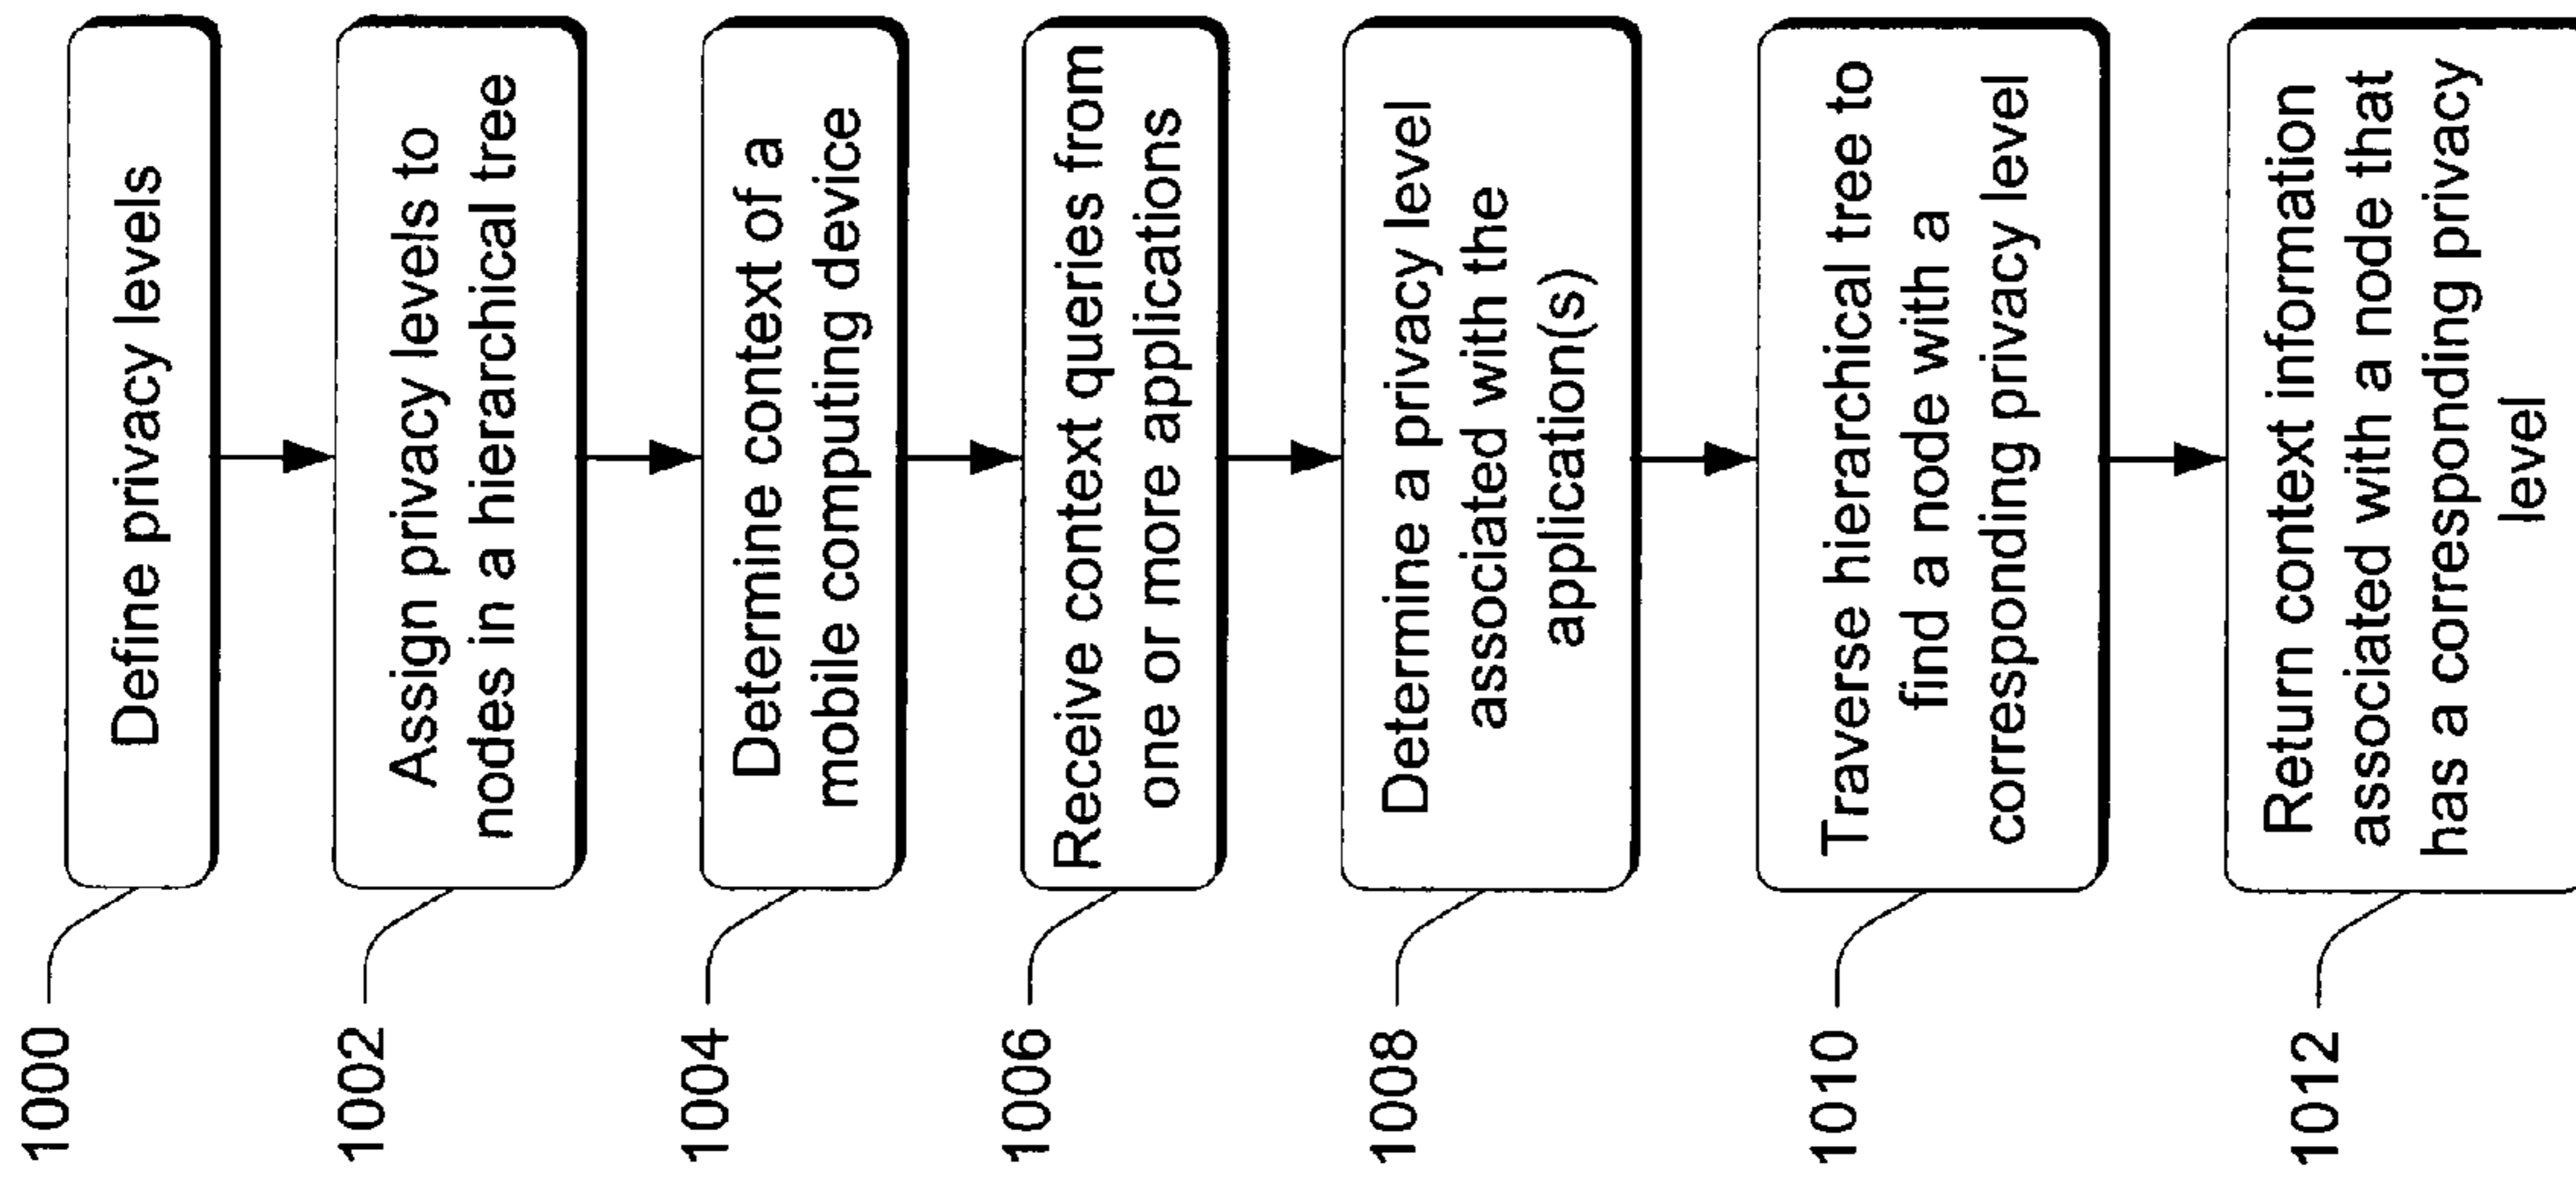 1000
Define privacy levels
1002
Assign privacy levels to
nodes in a hierarchical tree
1004
Determine context of a
mobile computing device
1006
Receive context queries from
one or more applications
1008
Determine a privacy level
associated with the
application(s)
1010
Traverse hierarchical tree to
find a node with a
corresponding privacy level
1012
Return context information
associated with a node that
has a corresponding privacy
level